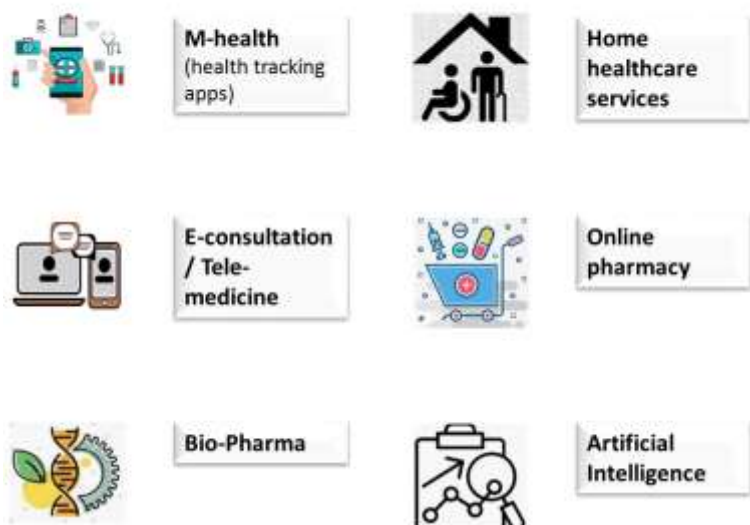 M-health
(health tracking
apps)
Home
healthcare
services
E-consultation
/ Tele-
medicine
Online
pharmacy
Bio-Pharma
Artificial
Intelligence